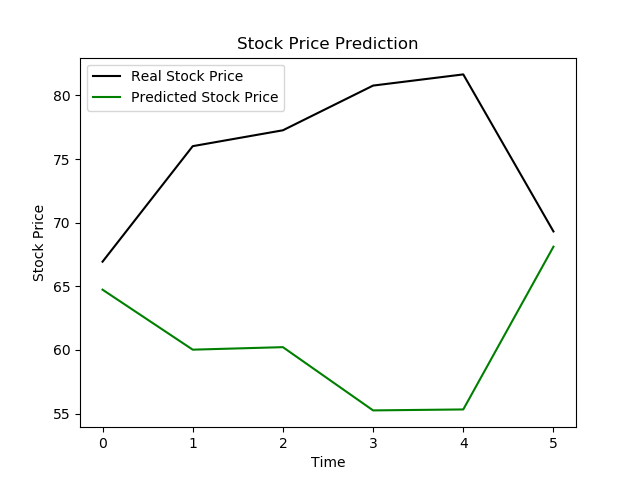 Stock Price Prediction
Real Stock Price
Predicted Stock Price
Stock Price
80
75
70
65
60
55
0 1 2 3 4 5
Time